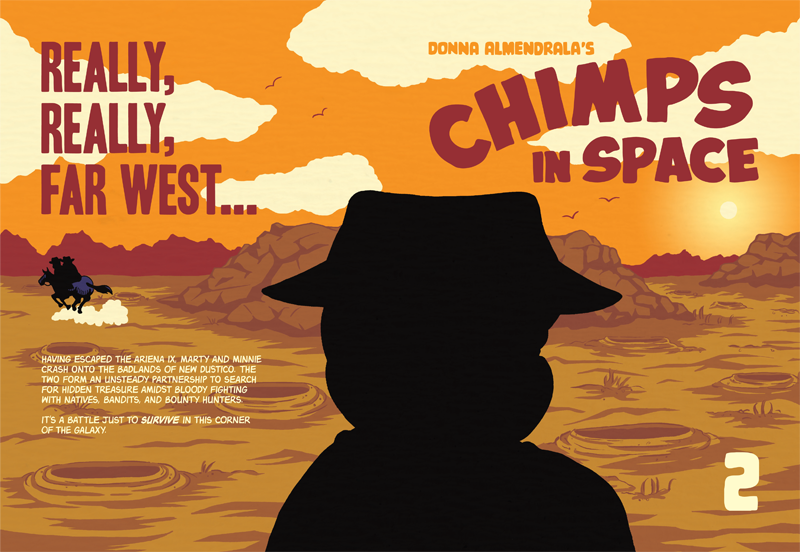 REALLY,
REALLY,
FAR WEST...
HAVING ESCAPED THE ARIENA IX, MARTY AND MINNIE
CRASH ONTO THE BADLANDS OF NEW DUSTICO. THE
TWO FORM AN UNSTEADY PARTNERSHIP TO SEARCH
FOR HIDDEN TREASURE AMIDST BLOODY FIGHTING
WITH NATIVES, BANDITS, AND BOUNTY HUNTERS.
IT'S A BATTLE JUST TO SURVIVE IN THIS CORNER
OF THE GALAXY.
DONNA ALMENDRALA'S
CHIMPS
IN SPACE
2